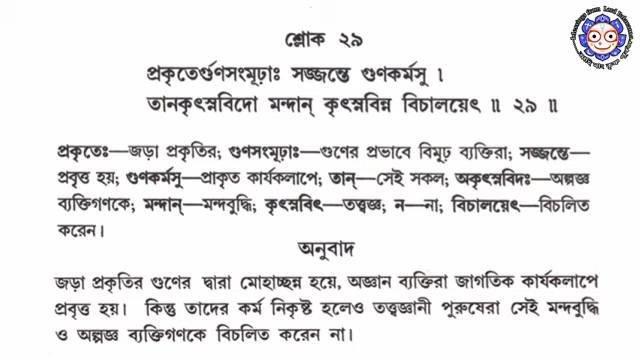 শ্লোক ২৯
প্রকৃতের্গুণসংমূঢ়াঃ সজ্জন্তে গুণকর্মসু ।
তানকৃৎস্নবিদো মন্দান্ কৃৎস্নবিন্ন বিচালয়েৎ ॥ ২৯ ॥
প্রকৃতেঃ—জড়া প্রকৃতির; গুণসংমূঢ়াঃ—গুণের প্রভাবে বিমূঢ় ব্যক্তিরা; সজ্জন্তে—
প্রবৃত্ত হয়; গুণকর্মসু—প্রাকৃত কার্যকলাপে; তান্—সেই সকল; অকৃৎস্নবিদঃ—অল্পজ্ঞ
ব্যক্তিগণকে; মন্দান্—মন্দবুদ্ধি; কৃৎস্নবিৎ—তত্ত্বজ্ঞ; ন—না; বিচালয়েৎ—বিচলিত
করেন।
অনুবাদ
জড়া প্রকৃতির গুণের দ্বারা মোহাচ্ছন্ন হয়ে, অজ্ঞান ব্যক্তিরা জাগতিক কার্যকলাপে
প্রবৃত্ত হয়। কিন্তু তাদের কর্ম নিকৃষ্ট হলেও তত্ত্বজ্ঞানী পুরুষেরা সেই মন্দবুদ্ধি
ও অল্পজ্ঞ ব্যক্তিগণকে বিচলিত করেন না।